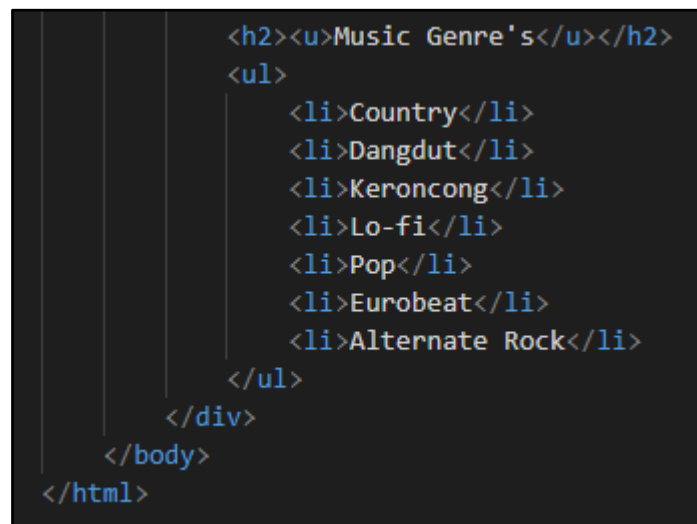 <h2><u>Music Genre's</u></h2>
<ul>
<li>Country</li>
<li>Dangdut</li>
<li>Keroncong</li>
<li>Lo-fi</li>
<li>Pop</li>
<li>Eurobeat</li>
<li>Alternate Rock</li>
</ul>
</div>
</body>
</html>